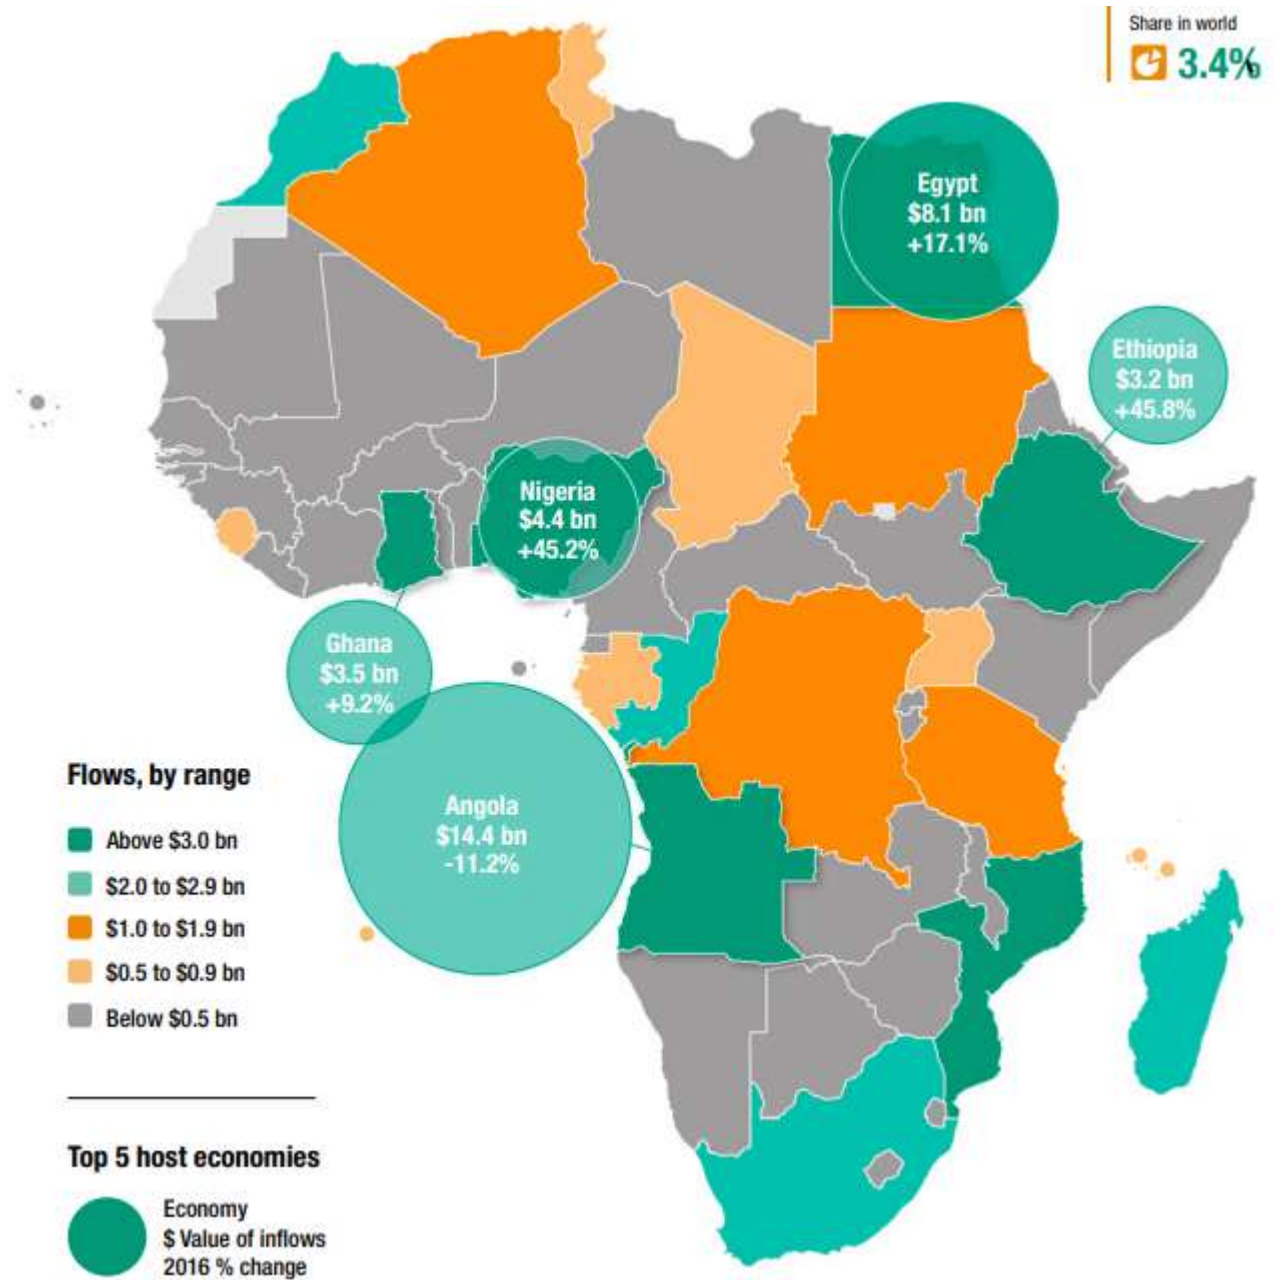 Share in world
3.4%
Egypt
$8.1 bn
+17.1%
Ethiopia
$3.2 bn
+45.8%
Nigeria
$4.4 bn
+45.2%
Ghana
$3.5 bn
+9.2%
Angola
$14.4 bn
-11.2%
Flows, by range
Above $3.0 bn
$2.0 to $2.9 bn
$1.0 to $1.9 bn
$0.5 to $0.9 bn
Below $0.5 bn
Top 5 host economies
Economy
$ Value of inflows
2016 % change